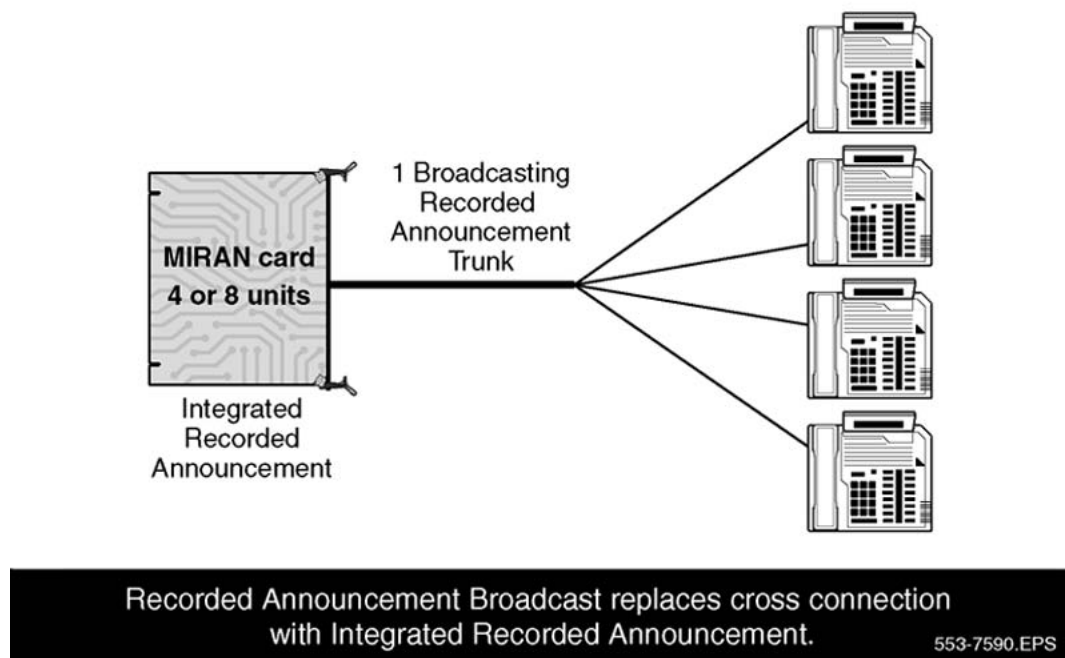 1 Broadcasting
Recorded
Announcement
Trunk
MIRAN card
4 or 8 units
Integrated
Recorded
Announcement
Recorded Announcement Broadcast replaces cross connection
with Integrated Recorded Announcement.
553-7590.EPS